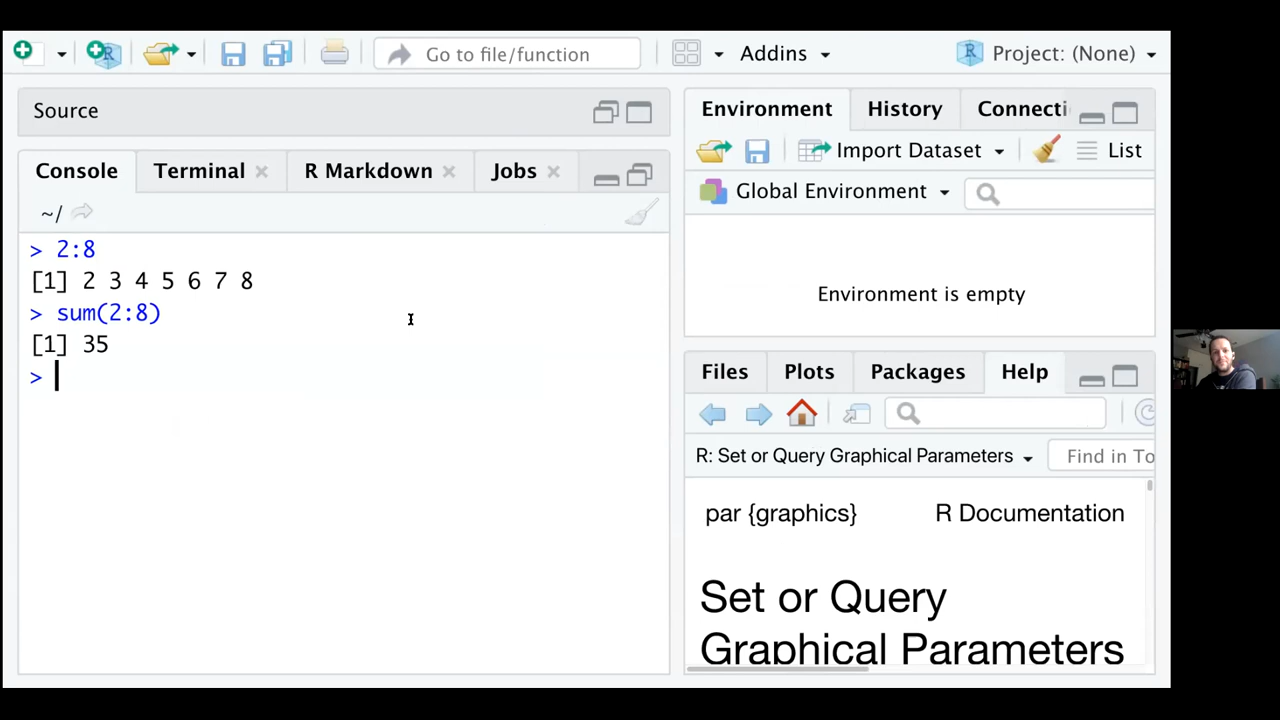 Go to file/function
Addins
Project: (None)
Source
Console
Terminal
R Markdown
Jobs
~/
> 2:8
[1] 2 3 4 5 6 7 8
> sum(2:8)
[1] 35
>
Environment
History
Connecti
Import Dataset
List
Global Environment
Environment is empty
Files
Plots
Packages
Help
R: Set or Query Graphical Parameters
Find in To
par {graphics}
R Documentation
Set or Query
Graphical Parameters